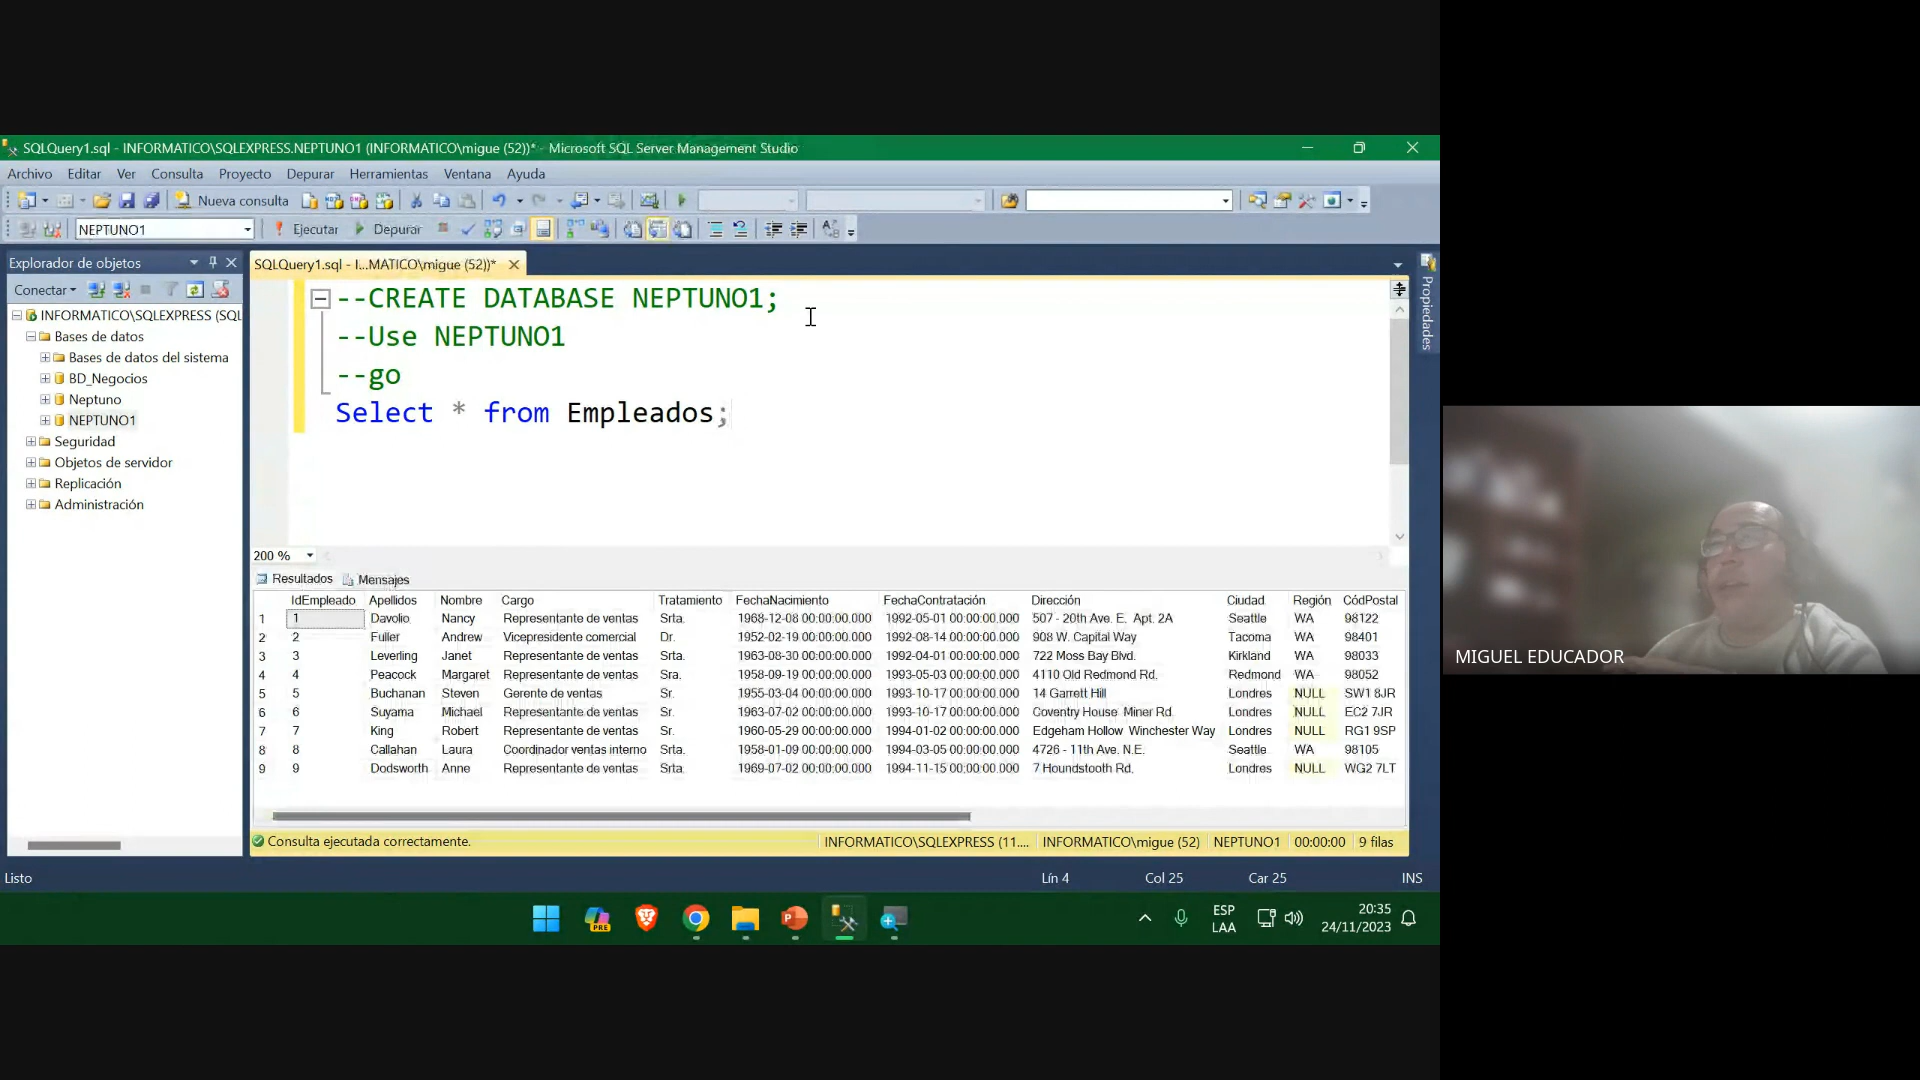 SQLQuery1.sql - INFORMATICO\SQLEXPRESS.NEPTUNO1 (INFORMATICO\migue (52))* - Microsoft SQL Server Management Studio
Archivo Editar Ver Consulta Proyecto Depurar Herramientas Ventana Ayuda
Nueva consulta
NEPTUNO1 Ejecutar Depurar
Explorador de objetos
SQLQuery1.sql - I...MATICO\migue (52))*
Conectar
INFORMATICO\SQLEXPRESS (SQL
Bases de datos
Bases de datos del sistema
BD_Negocios
Neptuno
NEPTUNO1
Seguridad
Objetos de servidor
Replicación
Administración
--CREATE DATABASE NEPTUNO1;
--Use NEPTUNO1
--go
Select * from Empleados;
Propiedades
200 %
Resultados Mensajes
IdEmpleado Apellidos Nombre Cargo Tratamiento FechaNacimiento FechaContratación Dirección Ciudad Región CódPostal
1 1 Davolio Nancy Representante de ventas Srta. 1968-12-08 00:00:00.000 1992-05-01 00:00:00.000 507 - 20th Ave. E. Apt. 2A Seattle WA 98122
2 2 Fuller Andrew Vicepresidente comercial Dr. 1952-02-19 00:00:00.000 1992-08-14 00:00:00.000 908 W. Capital Way Tacoma WA 98401
3 3 Leverling Janet Representante de ventas Srta. 1963-08-30 00:00:00.000 1992-04-01 00:00:00.000 722 Moss Bay Blvd. Kirkland WA 98033
4 4 Peacock Margaret Representante de ventas Sra. 1958-09-19 00:00:00.000 1993-05-03 00:00:00.000 4110 Old Redmond Rd. Redmond WA 98052
5 5 Buchanan Steven Gerente de ventas Sr. 1955-03-04 00:00:00.000 1993-10-17 00:00:00.000 14 Garrett Hill Londres NULL SW1 8JR
6 6 Suyama Michael Representante de ventas Sr. 1963-07-02 00:00:00.000 1993-10-17 00:00:00.000 Coventry House Miner Rd. Londres NULL EC2 7JR
7 7 King Robert Representante de ventas Sr. 1960-05-29 00:00:00.000 1994-01-02 00:00:00.000 Edgeham Hollow Winchester Way Londres NULL RG1 9SP
8 8 Callahan Laura Coordinador ventas interno Srta. 1958-01-09 00:00:00.000 1994-03-05 00:00:00.000 4726 - 11th Ave. N.E. Seattle WA 98105
9 9 Dodsworth Anne Representante de ventas Srta. 1969-07-02 00:00:00.000 1994-11-15 00:00:00.000 7 Houndstooth Rd. Londres NULL WG2 7LT
Consulta ejecutada correctamente. INFORMATICO\SQLEXPRESS (11.... INFORMATICO\migue (52) NEPTUNO1 00:00:00 9 filas
Listo Lín 4 Col 25 Car 25 INS
PRE
ESP
LAA
20:35
24/11/2023
MIGUEL EDUCADOR